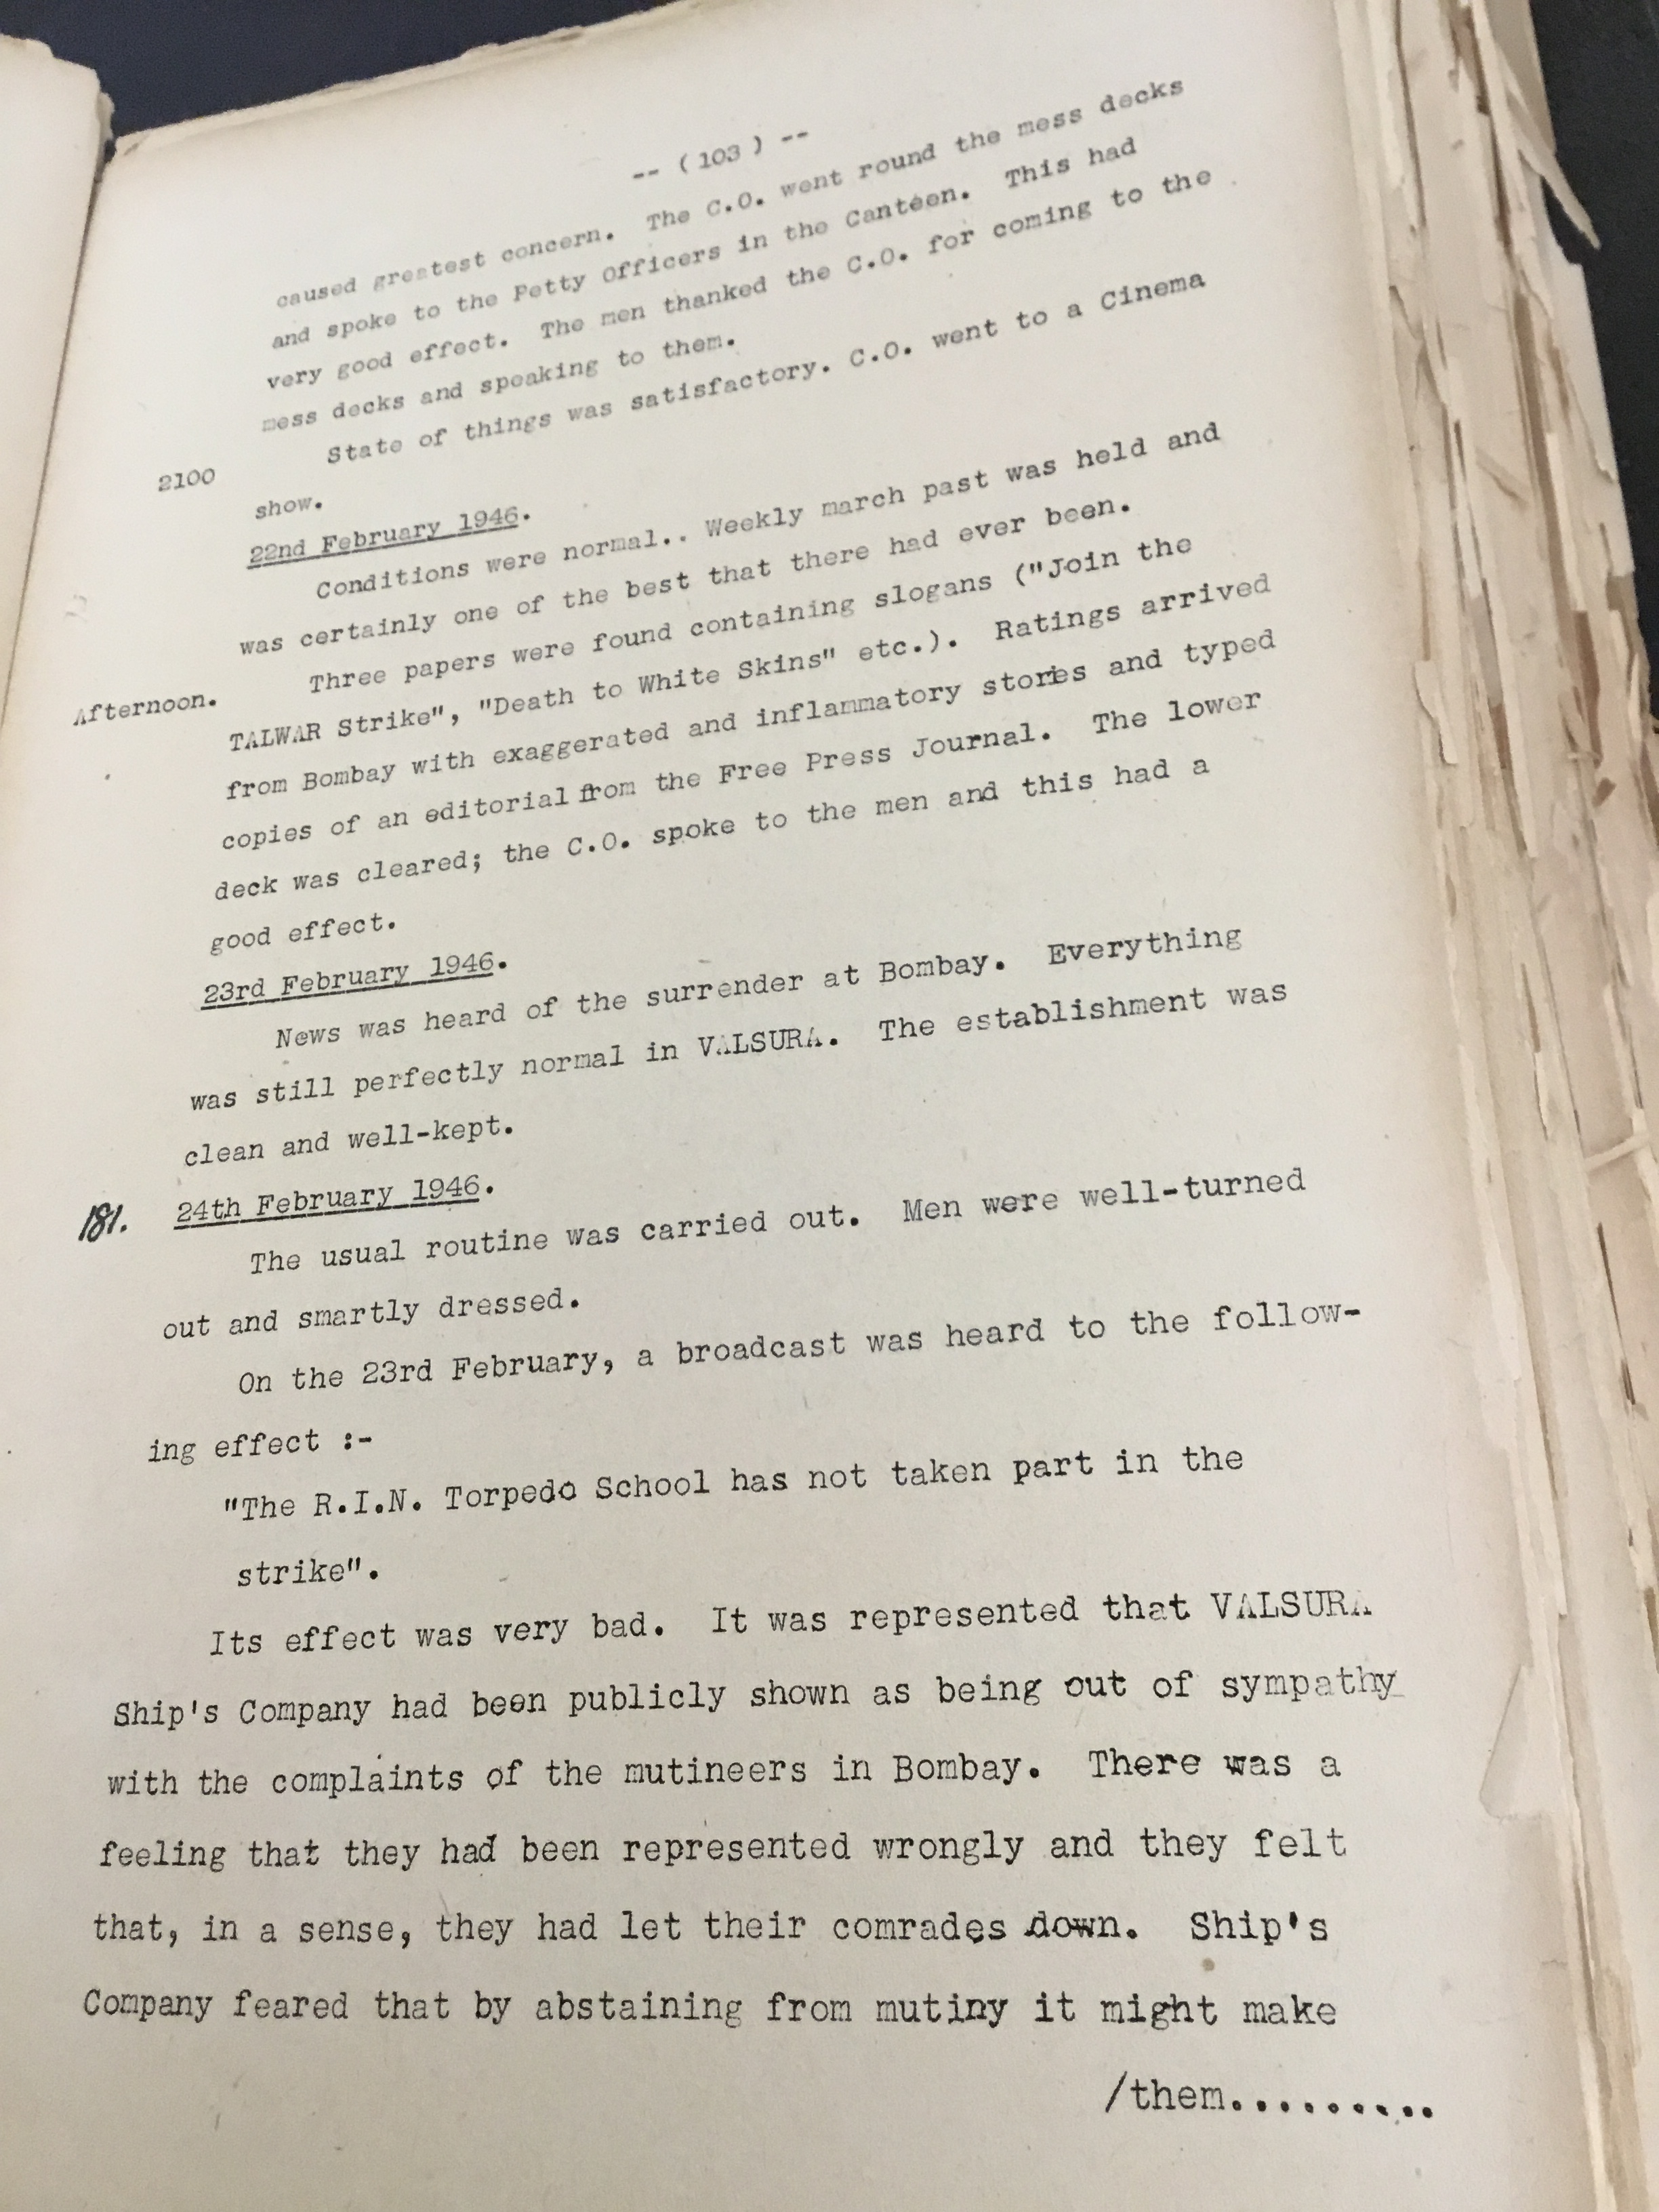 -- ( 103 ) --
caused greatest concern. The C.O. went round the mess decks
and spoke to the Petty Officers in the Canteen. This had
very good effect. The men thanked the C.O. for coming to the
mess decks and speaking to them.
2100 State of things was satisfactory. C.O. went to a Cinema
show.
22nd February 1946.
Conditions were normal.. Weekly march past was held and
was certainly one of the best that there had ever been.
Afternoon. Three papers were found containing slogans ("Join the
TALWAR Strike", "Death to White Skins" etc.). Ratings arrived
from Bombay with exaggerated and inflammatory stories and typed
copies of an editorial from the Free Press Journal. The lower
deck was cleared; the C.O. spoke to the men and this had a
good effect.
23rd February 1946.
News was heard of the surrender at Bombay. Everything
was still perfectly normal in VALSURA. The establishment was
clean and well-kept.
181. 24th February 1946.
The usual routine was carried out. Men were well-turned
out and smartly dressed.
On the 23rd February, a broadcast was heard to the follow-
ing effect :-
"The R.I.N. Torpedo School has not taken part in the
strike".
Its effect was very bad. It was represented that VALSURA
Ship's Company had been publicly shown as being out of sympathy
with the complaints of the mutineers in Bombay. There was a
feeling that they had been represented wrongly and they felt
that, in a sense, they had let their comrades down. Ship's
Company feared that by abstaining from mutiny it might make
/them..........